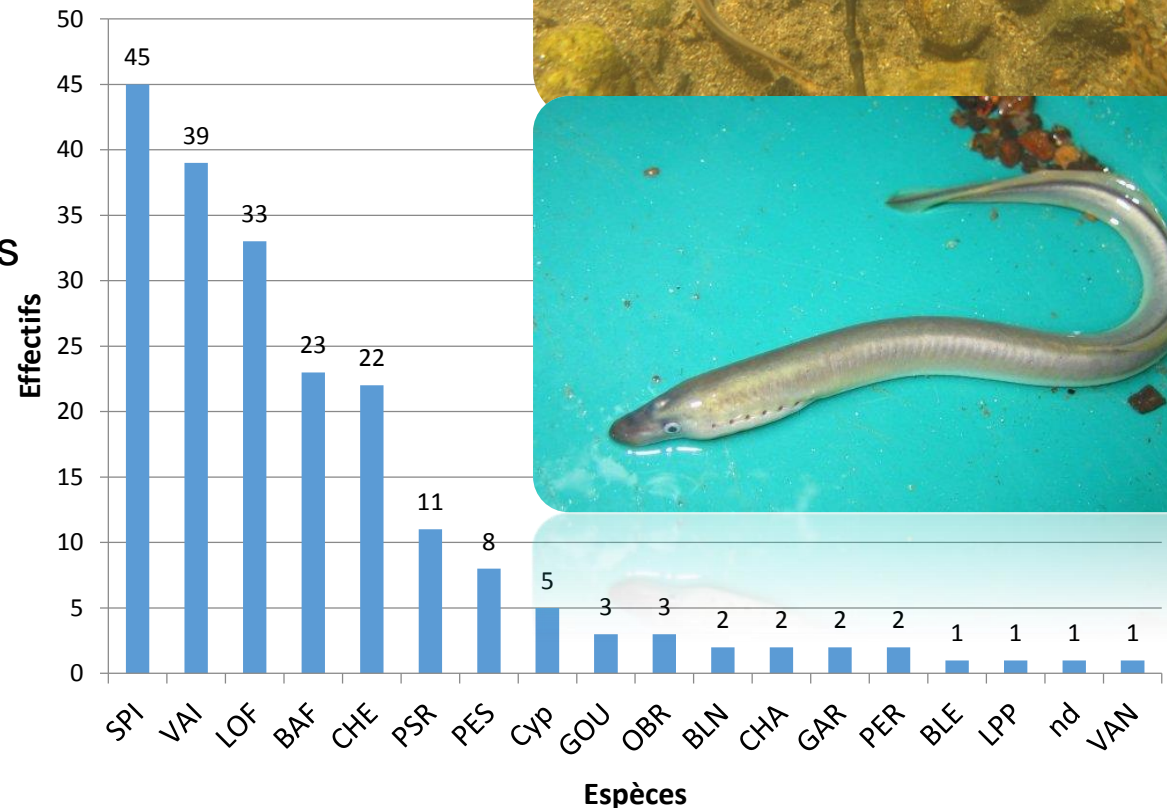 50
45
40
35
30
25
20
15
10
5
0
s
Effectifs
45
39
33
23
22
11
8
5
3
3
2
2
2
2
1
1
1
1
SPI
VAI
LOF
BAF
CHE
PSR
PES
Cyp
GOU
OBR
BLN
CHA
GAR
PER
BLE
LPP
nd
VAN
Espèces